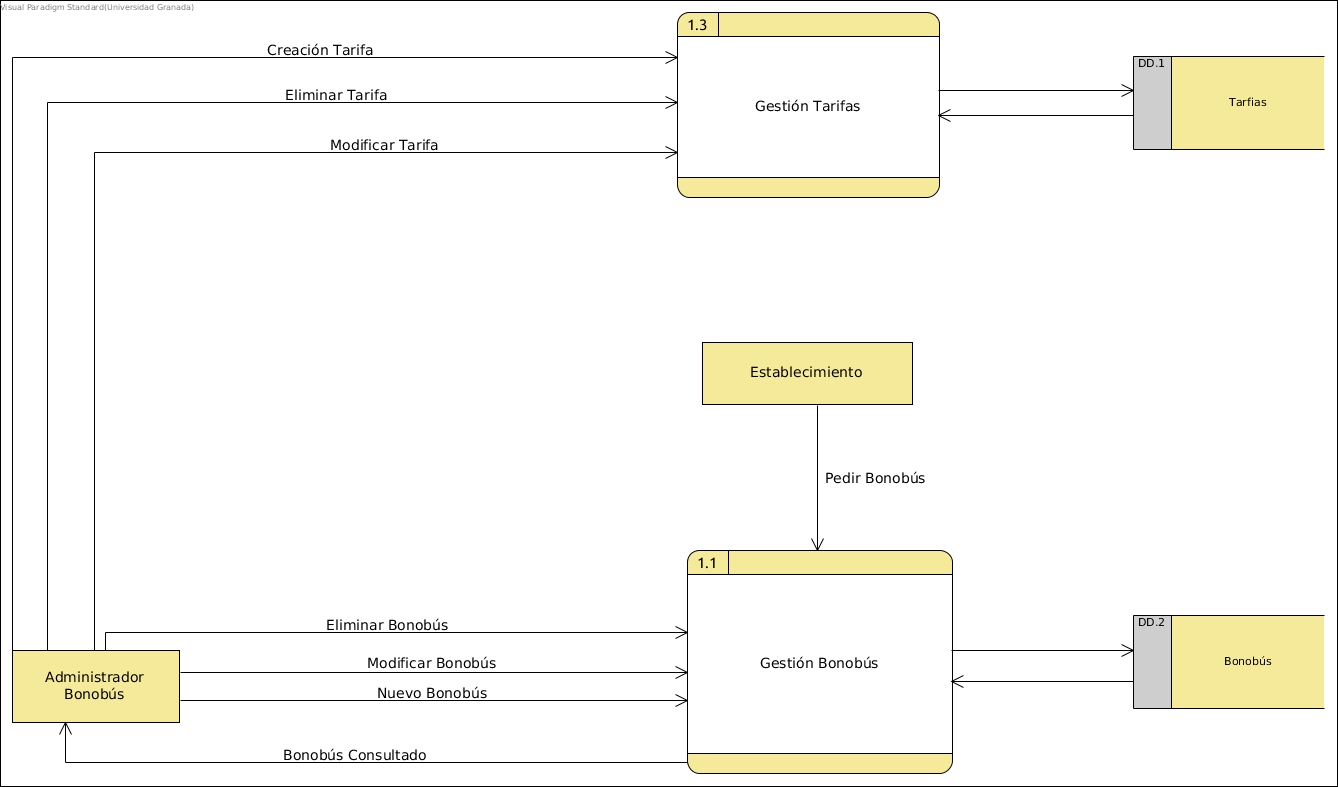 Visual Paradigm Standard(Universidad Granada)
1.3
Creación Tarifa
DD.1
Eliminar Tarifa
Gestión Tarifas
Tarfias
Modificar Tarifa
Establecimiento
Pedir Bonobús
1.1
Eliminar Bonobús
DD.2
Modificar Bonobús
Gestión Bonobús
Bonobús
Administrador
Bonobús
Nuevo Bonobús
Bonobús Consultado